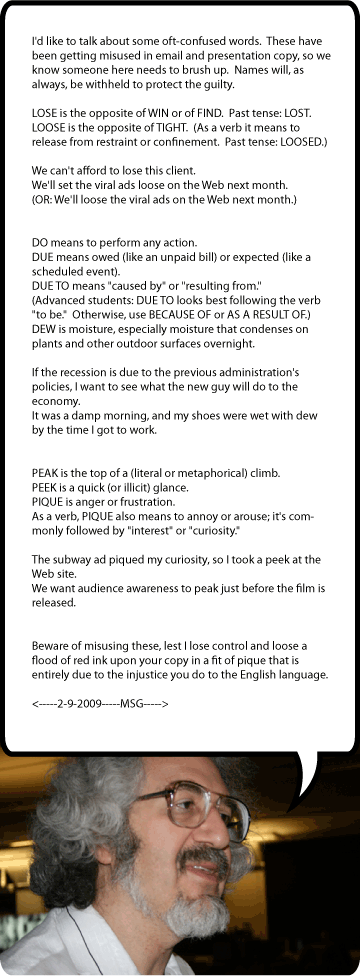 I'd like to talk about some oft-confused words.  These have
been getting misused in email and presentation copy, so we
know someone here needs to brush up.  Names will, as
always, be withheld to protect the guilty.
LOSE is the opposite of WIN or of FIND.  Past tense: LOST.
LOOSE is the opposite of TIGHT.  (As a verb it means to
release from restraint or confinement.  Past tense: LOOSED.)
We can't afford to lose this client.
We'll set the viral ads loose on the Web next month.
(OR: We'll loose the viral ads on the Web next month.)
DO means to perform any action.
DUE means owed (like an unpaid bill) or expected (like a
scheduled event).
DUE TO means "caused by" or "resulting from."
(Advanced students: DUE TO looks best following the verb
"to be."  Otherwise, use BECAUSE OF or AS A RESULT OF.)
DEW is moisture, especially moisture that condenses on
plants and other outdoor surfaces overnight.
If the recession is due to the previous administration's
policies, I want to see what the new guy will do to the
economy.
It was a damp morning, and my shoes were wet with dew
by the time I got to work.
PEAK is the top of a (literal or metaphorical) climb.
PEEK is a quick (or illicit) glance.
PIQUE is anger or frustration.
As a verb, PIQUE also means to annoy or arouse; it's com-
monly followed by "interest" or "curiosity."
The subway ad piqued my curiosity, so I took a peek at the
Web site.
We want audience awareness to peak just before the film is
released.
Beware of misusing these, lest I lose control and loose a
flood of red ink upon your copy in a fit of pique that is
entirely due to the injustice you do to the English language.
<-----2-9-2009-----MSG----->